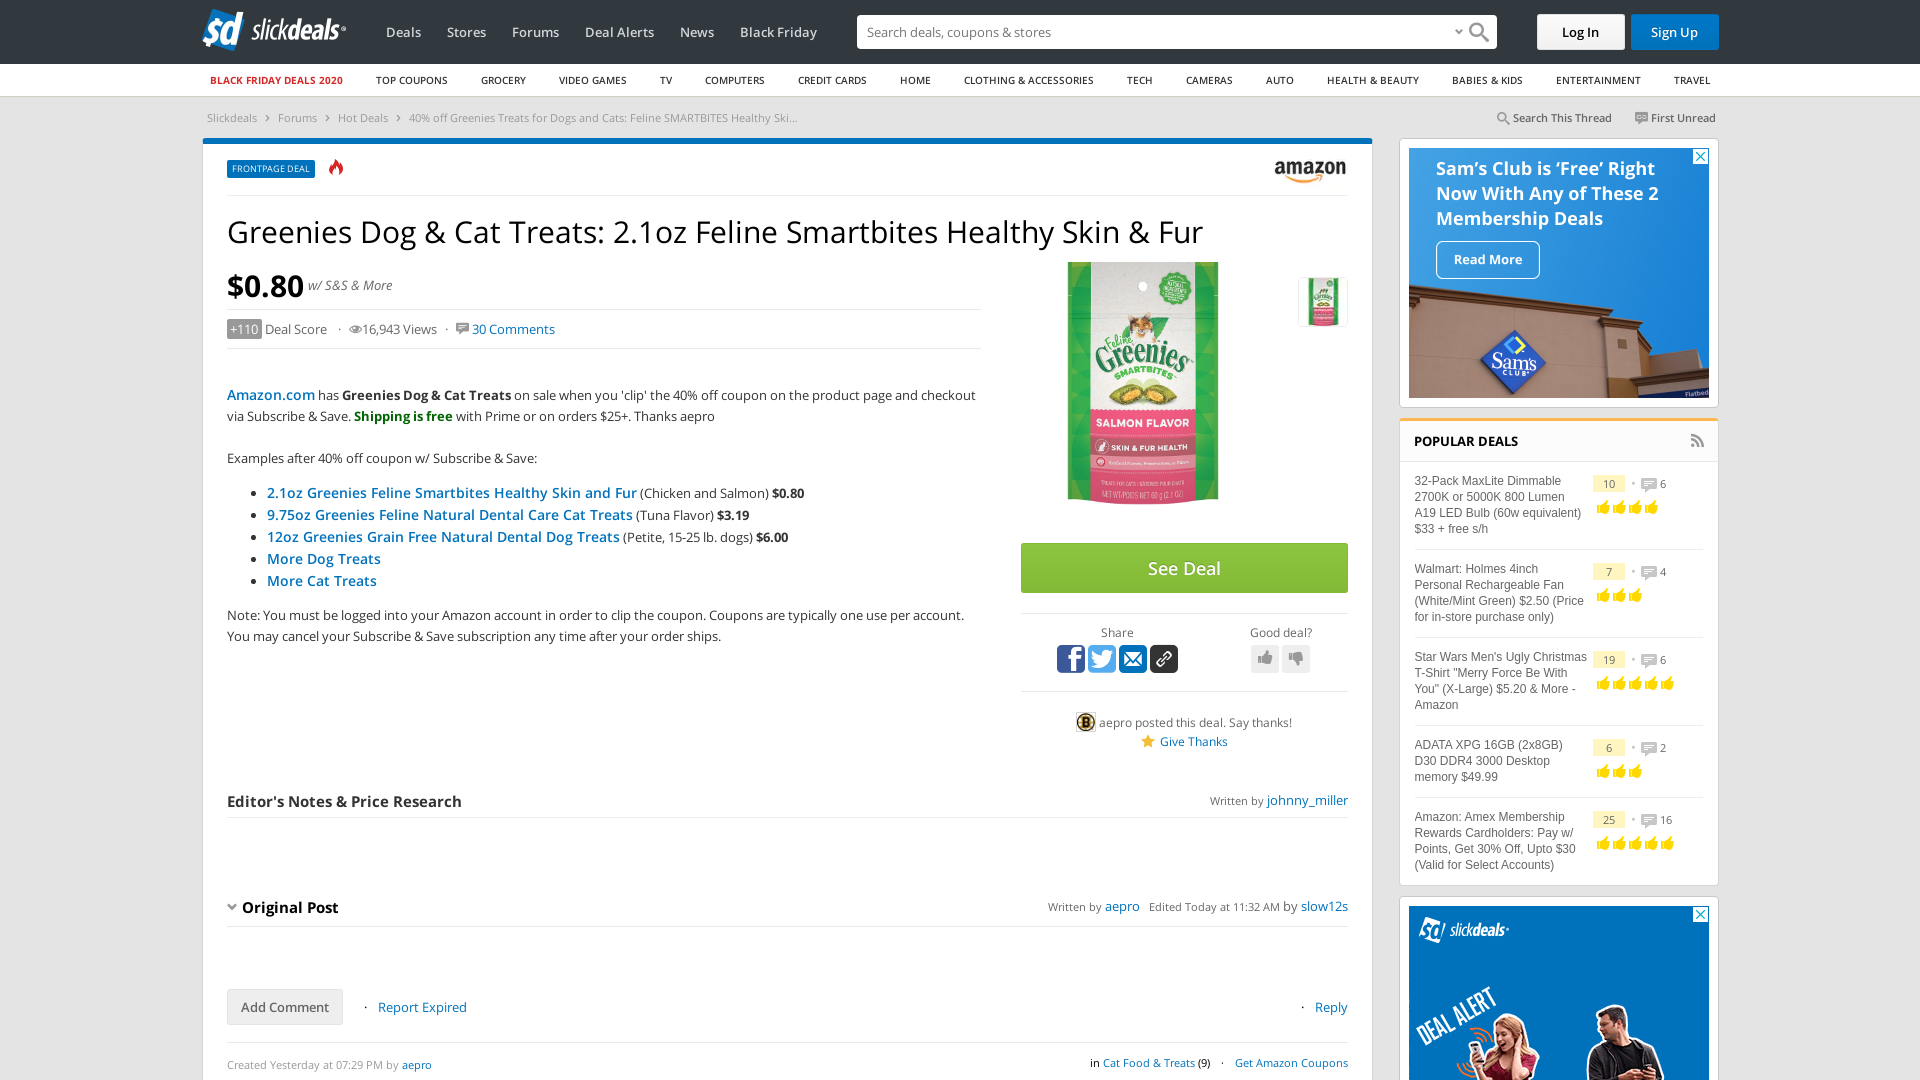 sd slickdeals
Deals
Stores
Forums
Deal Alerts
News
Black Friday
Search deals, coupons & stores
Log In
Sign Up
BLACK FRIDAY DEALS 2020
TOP COUPONS
GROCERY
VIDEO GAMES
TV
COMPUTERS
CREDIT CARDS
HOME
CLOTHING & ACCESSORIES
TECH
CAMERAS
AUTO
HEALTH & BEAUTY
BABIES & KIDS
ENTERTAINMENT
TRAVEL
Slickdeals › Forums › Hot Deals › 40% off Greenies Treats for Dogs and Cats: Feline SMARTBITES Healthy Ski...
Search This Thread
First Unread
FRONTPAGE DEAL
amazon
Greenies Dog & Cat Treats: 2.1oz Feline Smartbites Healthy Skin & Fur
$0.80 w/ S&S & More
+110 Deal Score · 16,943 Views · 30 Comments
Amazon.com has Greenies Dog & Cat Treats on sale when you 'clip' the 40% off coupon on the product page and checkout
via Subscribe & Save. Shipping is free with Prime or on orders $25+. Thanks aepro
Examples after 40% off coupon w/ Subscribe & Save:
• 2.1oz Greenies Feline Smartbites Healthy Skin and Fur (Chicken and Salmon) $0.80
• 9.75oz Greenies Feline Natural Dental Care Cat Treats (Tuna Flavor) $3.19
• 12oz Greenies Grain Free Natural Dental Dog Treats (Petite, 15-25 lb. dogs) $6.00
• More Dog Treats
• More Cat Treats
Note: You must be logged into your Amazon account in order to clip the coupon. Coupons are typically one use per account.
You may cancel your Subscribe & Save subscription any time after your order ships.
Feline
Greenies
SMARTBITES
SALMON FLAVOR
SKIN & FUR HEALTH
NET WT/POIDS NET 60 g (2.1 OZ)
See Deal
Share
Good deal?
B
aepro posted this deal. Say thanks!
Give Thanks
Editor's Notes & Price Research
Written by johnny_miller
Original Post
Written by aepro Edited Today at 11:32 AM by slow12s
Add Comment
· Report Expired
· Reply
Created Yesterday at 07:29 PM by aepro
in Cat Food & Treats (9) · Get Amazon Coupons
Sam's Club is 'Free' Right
Now With Any of These 2
Membership Deals
Read More
Sam's
CLUB
Flatbed
POPULAR DEALS
32-Pack MaxLite Dimmable
2700K or 5000K 800 Lumen
A19 LED Bulb (60w equivalent)
$33 + free s/h
10 • 6
Walmart: Holmes 4inch
Personal Rechargeable Fan
(White/Mint Green) $2.50 (Price
for in-store purchase only)
7 • 4
Star Wars Men's Ugly Christmas
T-Shirt "Merry Force Be With
You" (X-Large) $5.20 & More -
Amazon
19 • 6
ADATA XPG 16GB (2x8GB)
D30 DDR4 3000 Desktop
memory $49.99
6 • 2
Amazon: Amex Membership
Rewards Cardholders: Pay w/
Points, Get 30% Off, Upto $30
(Valid for Select Accounts)
25 • 16
sd slickdeals
DEAL ALERT